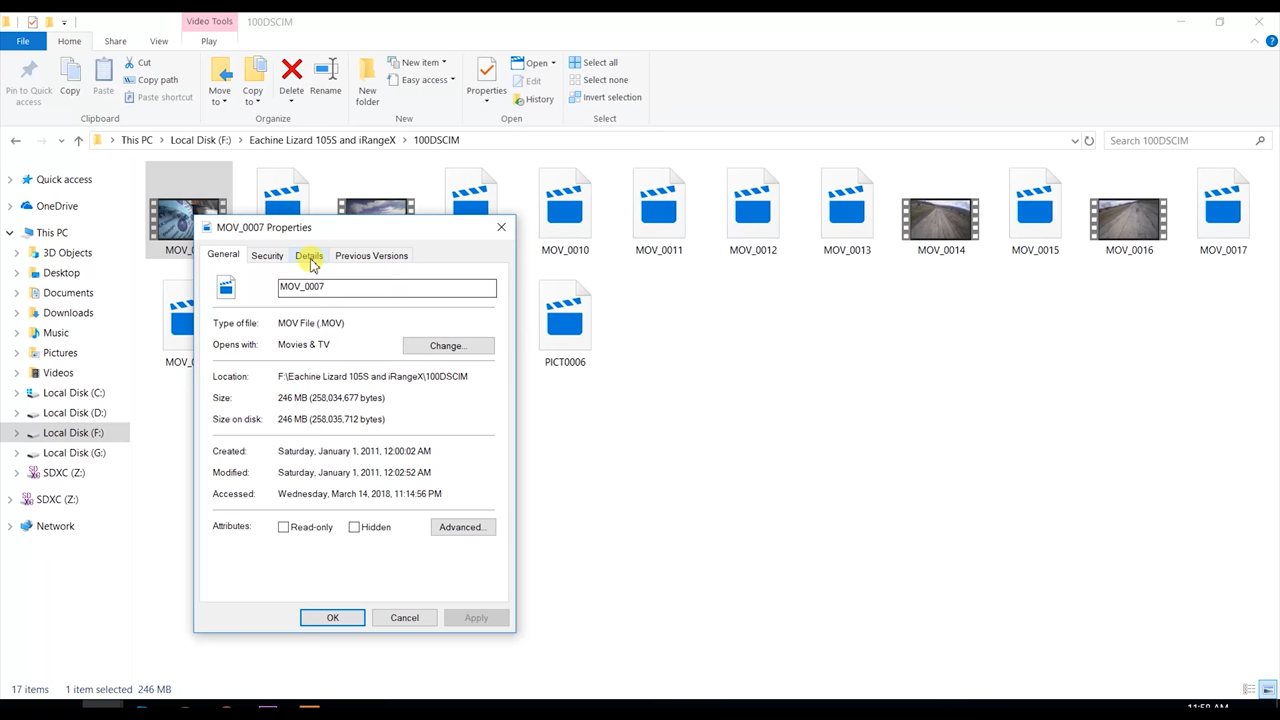 Video Tools
100DSCIM
File
Home
Share
View
Play
Pin to Quick
access
Copy
Paste
Cut
Copy path
Paste shortcut
Clipboard
Move
to
Copy
to
Delete
Rename
Organize
New
folder
New item
Easy access
New
Properties
Open
Edit
History
Open
Select all
Select none
Invert selection
Select
This PC > Local Disk (F:) > Eachine Lizard 105S and iRangeX > 100DSCIM
Search 100DSCIM
Quick access
OneDrive
This PC
3D Objects
Desktop
Documents
Downloads
Music
Pictures
Videos
Local Disk (C:)
Local Disk (D:)
Local Disk (F:)
Local Disk (G:)
SDXC (Z:)
SDXC (Z:)
Network
MOV_0010
MOV_0011
MOV_0012
MOV_0013
MOV_0014
MOV_0015
MOV_0016
MOV_0017
PICT0006
MOV_0007 Properties
General
Security
Details
Previous Versions
MOV_0007
Type of file: MOV File (.MOV)
Opens with: Movies & TV
Change...
Location: F:\Eachine Lizard 105S and iRangeX\100DSCIM
Size: 246 MB (258,034,677 bytes)
Size on disk: 246 MB (258,035,712 bytes)
Created: Saturday, January 1, 2011, 12:00:02 AM
Modified: Saturday, January 1, 2011, 12:02:52 AM
Accessed: Wednesday, March 14, 2018, 11:14:56 PM
Attributes:
Read-only
Hidden
Advanced...
OK
Cancel
Apply
17 items
1 item selected 246 MB